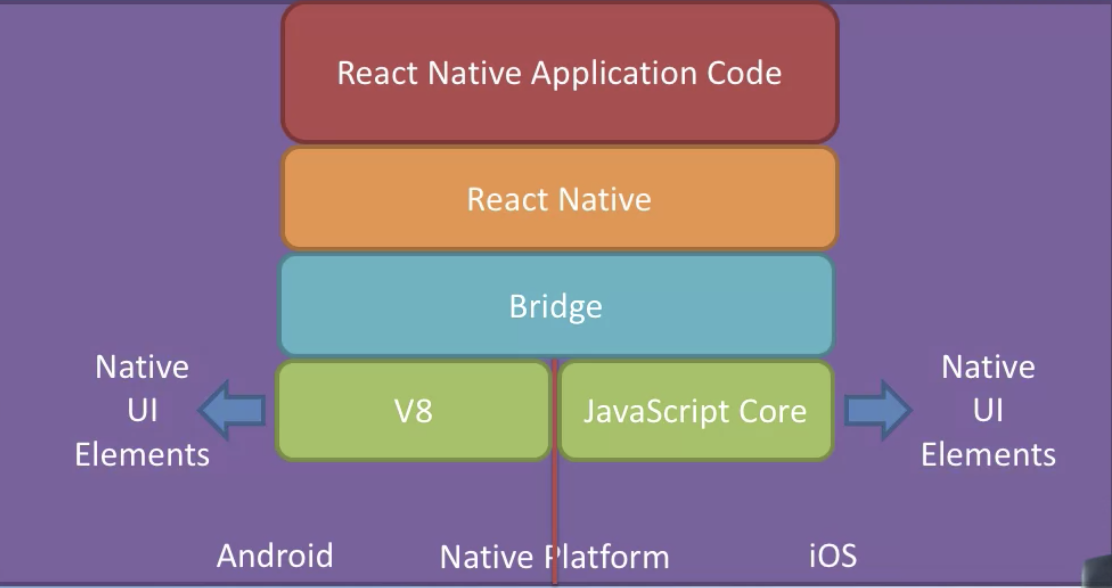 React Native Application Code
React Native
Bridge
Native
UI
Elements
V8
JavaScript Core
Native
UI
Elements
Android
Native Platform
iOS